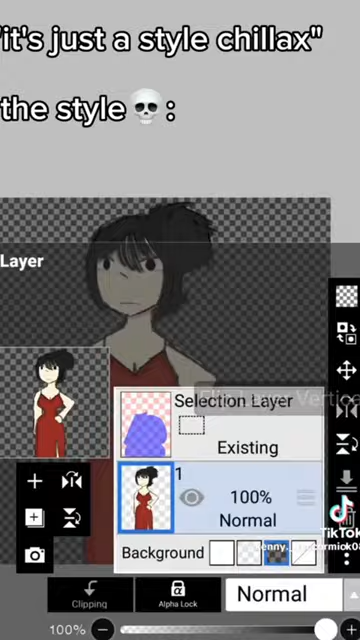 "it's just a style chillax"
the style💀:
Layer
Selection Layer
Existing
1
100%
Normal
Background
TikTok
Clipping
Alpha Lock
Normal
100%